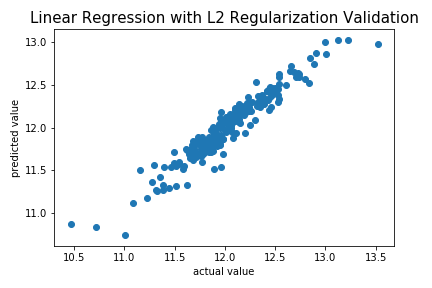 Linear Regression with L2 Regularization Validation
13.0
12.5
12.0
11.5
11.0
predicted value
10.5 11.0 11.5 12.0 12.5 13.0 13.5
actual value